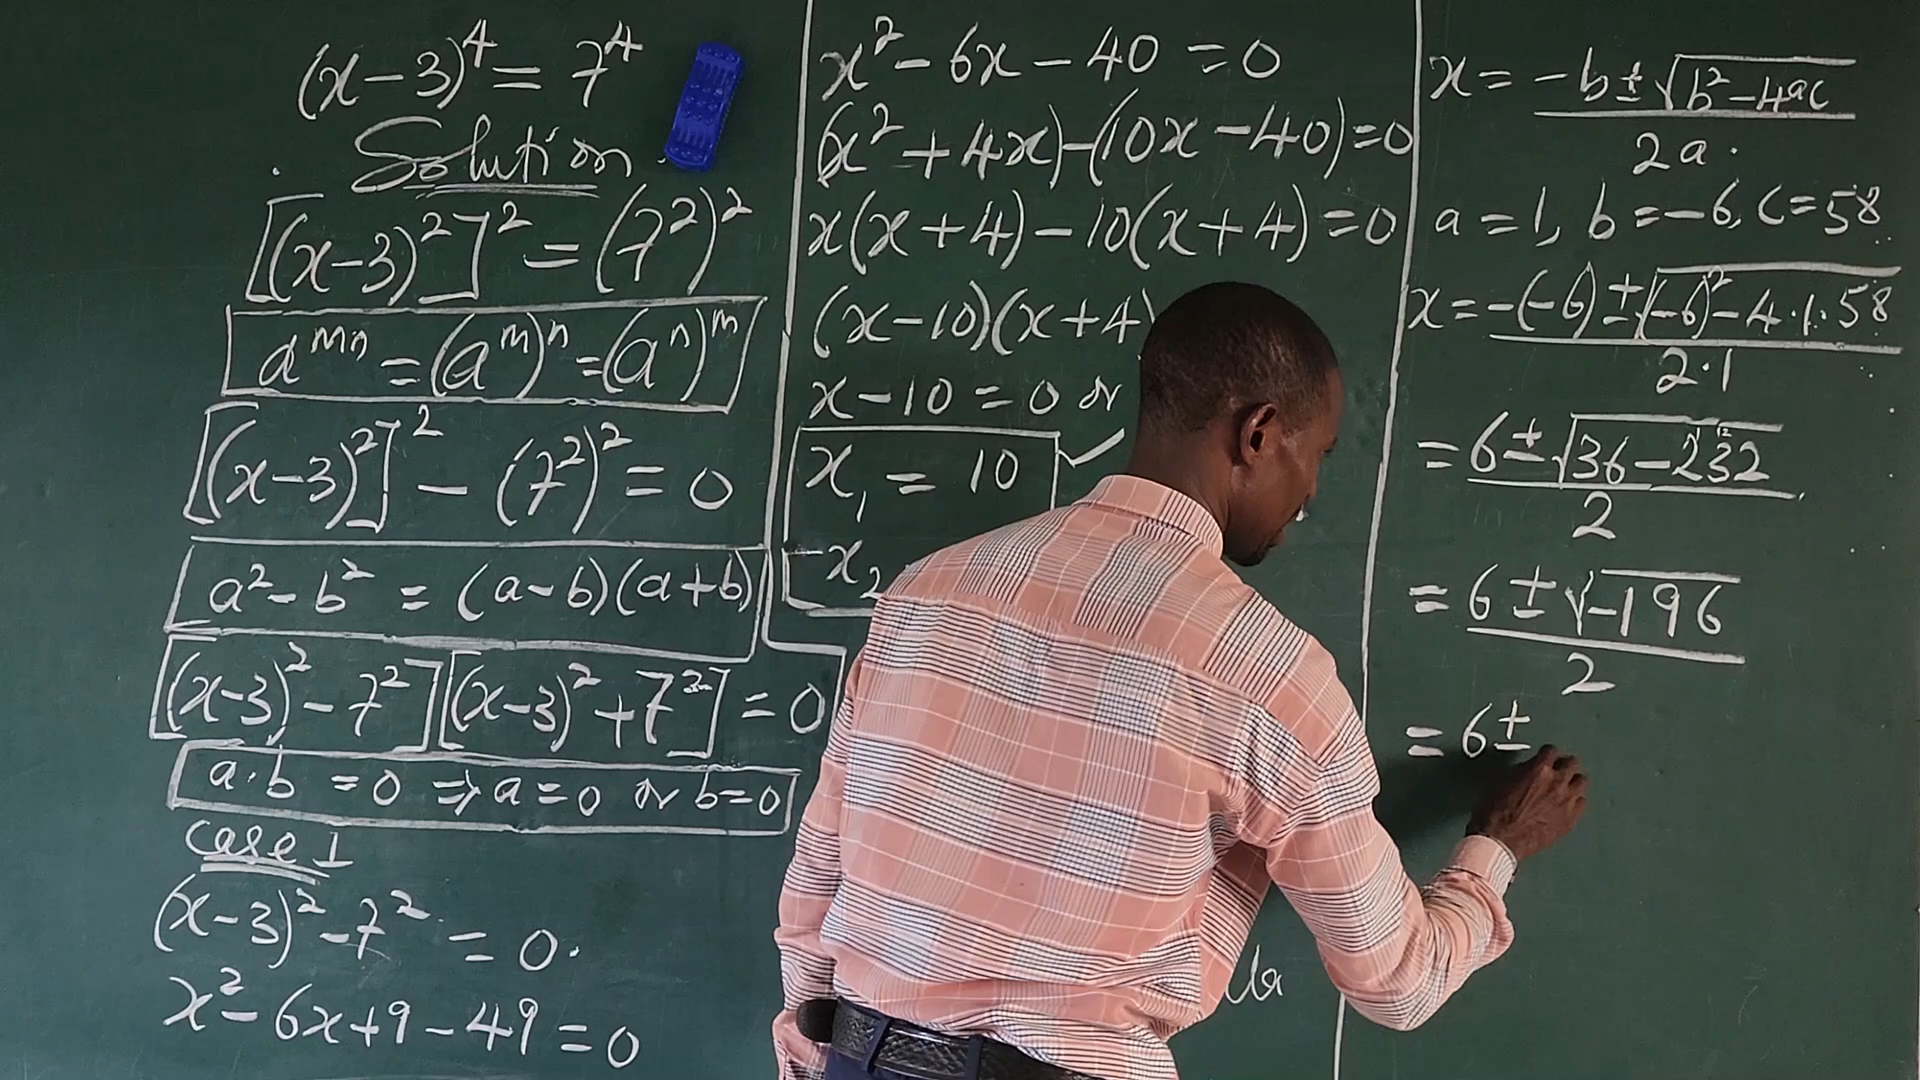 (x-3)⁴ = 7⁴
Solution
[(x-3)²]² = (7²)²
a^mn = (a^m)^n = (a^n)^m
[(x-3)²]² - (7²)² = 0
a² - b² = (a-b)(a+b)
[(x-3)² - 7²][(x-3)² + 7²] = 0
a·b = 0 ⇒ a = 0 or b = 0
Case 1
(x-3)² - 7² = 0.
x² - 6x + 9 - 49 = 0
x² - 6x - 40 = 0
(x² + 4x) - (10x - 40) = 0
x(x+4) - 10(x+4) = 0
(x-10)(x+4)
x - 10 = 0 or
x₁ = 10 ✓
x₂
la
x = (-b ± √(b² - 4ac))/2a.
a = 1, b = -6, c = 58
x = (-(-6) ± √((-6)² - 4·1·58))/2·1
= (6 ± √(36 - 232))/2
= (6 ± √(-196))/2
= 6 ±